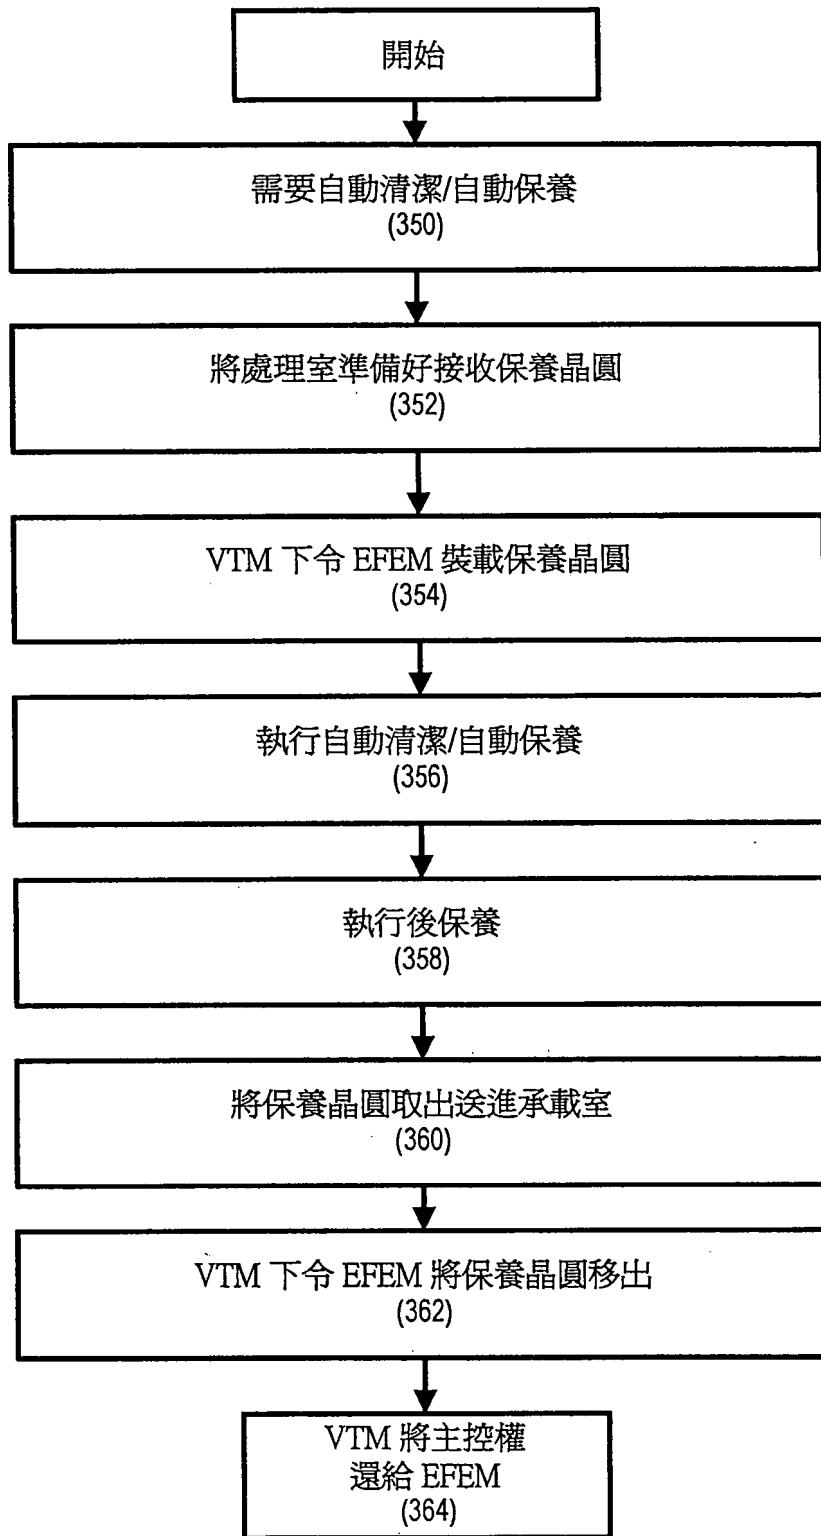 開始
需要自動清潔/自動保養
(350)
將處理室準備好接收保養晶圓
(352)
VTM 下令 EFEM 裝載保養晶圓
(354)
執行自動清潔/自動保養
(356)
執行後保養
(358)
將保養晶圓取出送進承載室
(360)
VTM 下令 EFEM 將保養晶圓移出
(362)
VTM 將主控權
還給 EFEM
(364)